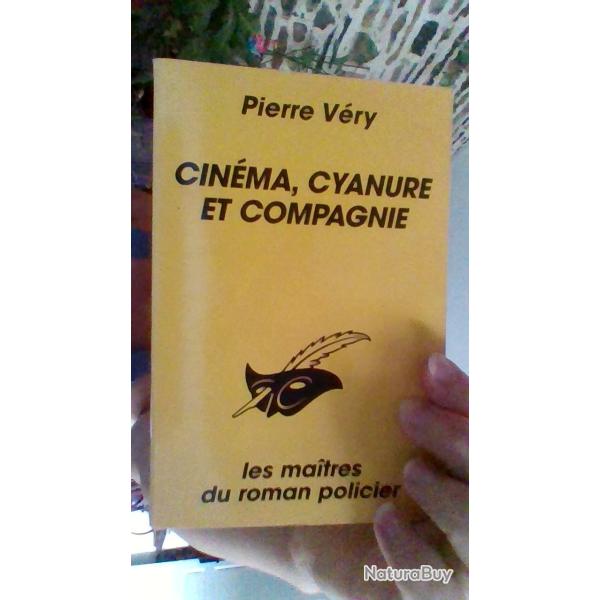 Pierre Véry
CINÉMA, CYANURE
ET COMPAGNIE
les maîtres
du roman policier
NaturaBuy